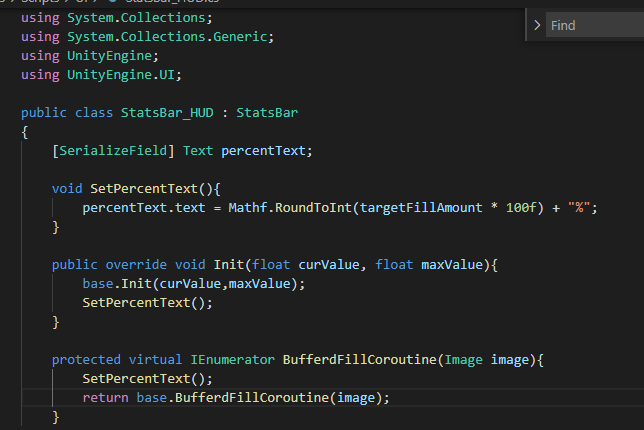 StatsBar_HUD.cs
using System.Collections;
using System.Collections.Generic;
using UnityEngine;
using UnityEngine.UI;
public class StatsBar_HUD : StatsBar
{
[SerializeField] Text percentText;
void SetPercentText(){
percentText.text = Mathf.RoundToInt(targetFillAmount * 100f) + "%";
}
public override void Init(float curValue, float maxValue){
base.Init(curValue,maxValue);
SetPercentText();
}
protected virtual IEnumerator BufferdFillCoroutine(Image image){
SetPercentText();
return base.BufferdFillCoroutine(image);
}
Find